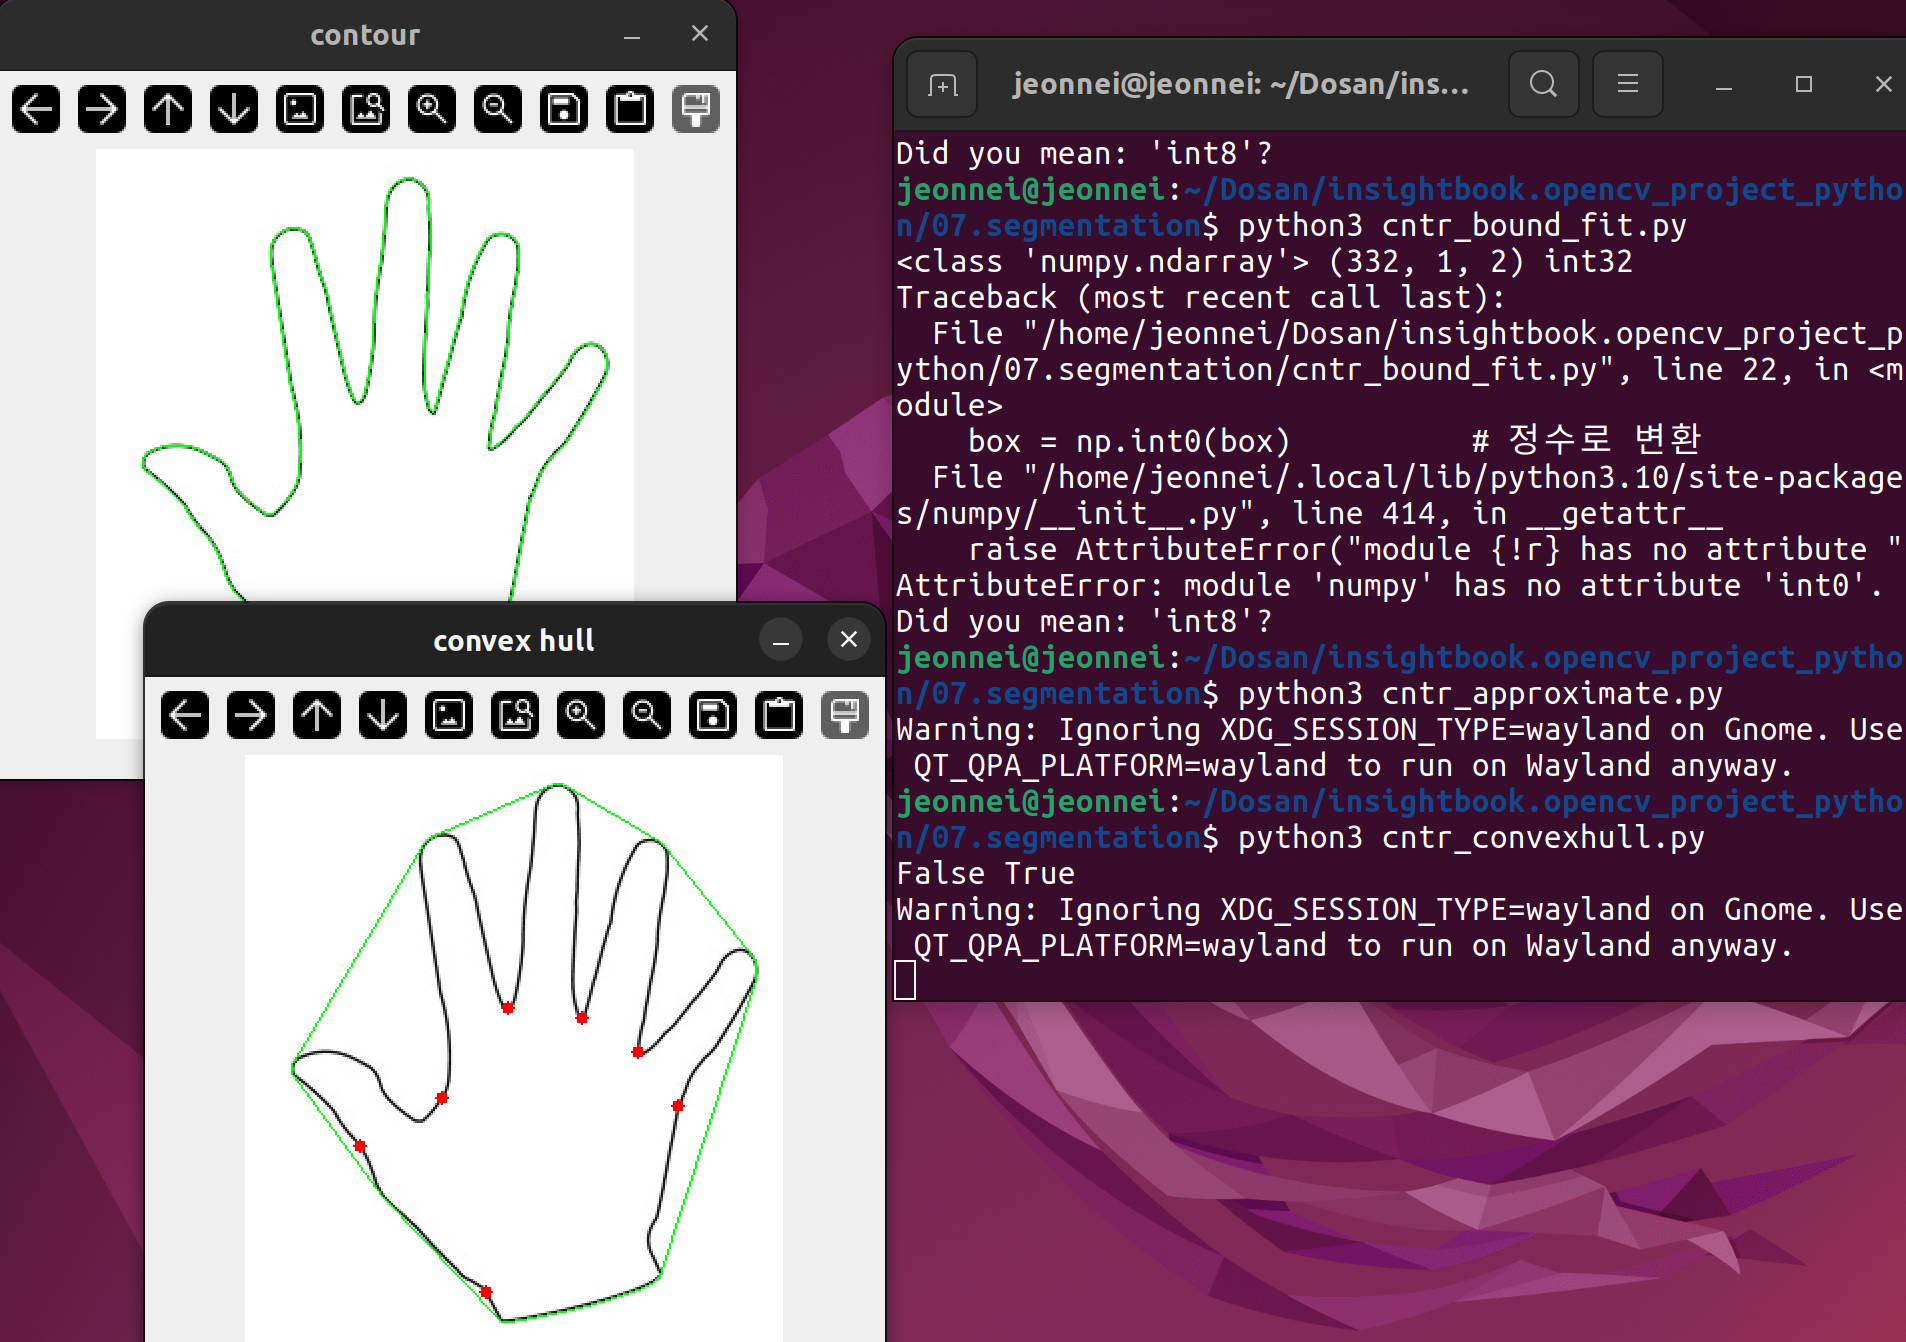 contour
jeonnei@jeonnei: ~/Dosan/ins...
Did you mean: 'int8'?
jeonnei@jeonnei:~/Dosan/insightbook.opencv_project_pytho
n/07.segmentation$ python3 cntr_bound_fit.py
<class 'numpy.ndarray'> (332, 1, 2) int32
Traceback (most recent call last):
  File "/home/jeonnei/Dosan/insightbook.opencv_project_p
ython/07.segmentation/cntr_bound_fit.py", line 22, in <m
odule>
    box = np.int0(box)          # 정수로 변환
  File "/home/jeonnei/.local/lib/python3.10/site-package
s/numpy/__init__.py", line 414, in __getattr__
    raise AttributeError("module {!r} has no attribute "
AttributeError: module 'numpy' has no attribute 'int0'.
Did you mean: 'int8'?
jeonnei@jeonnei:~/Dosan/insightbook.opencv_project_pytho
n/07.segmentation$ python3 cntr_approximate.py
Warning: Ignoring XDG_SESSION_TYPE=wayland on Gnome. Use
 QT_QPA_PLATFORM=wayland to run on Wayland anyway.
jeonnei@jeonnei:~/Dosan/insightbook.opencv_project_pytho
n/07.segmentation$ python3 cntr_convexhull.py
False True
Warning: Ignoring XDG_SESSION_TYPE=wayland on Gnome. Use
 QT_QPA_PLATFORM=wayland to run on Wayland anyway.
convex hull